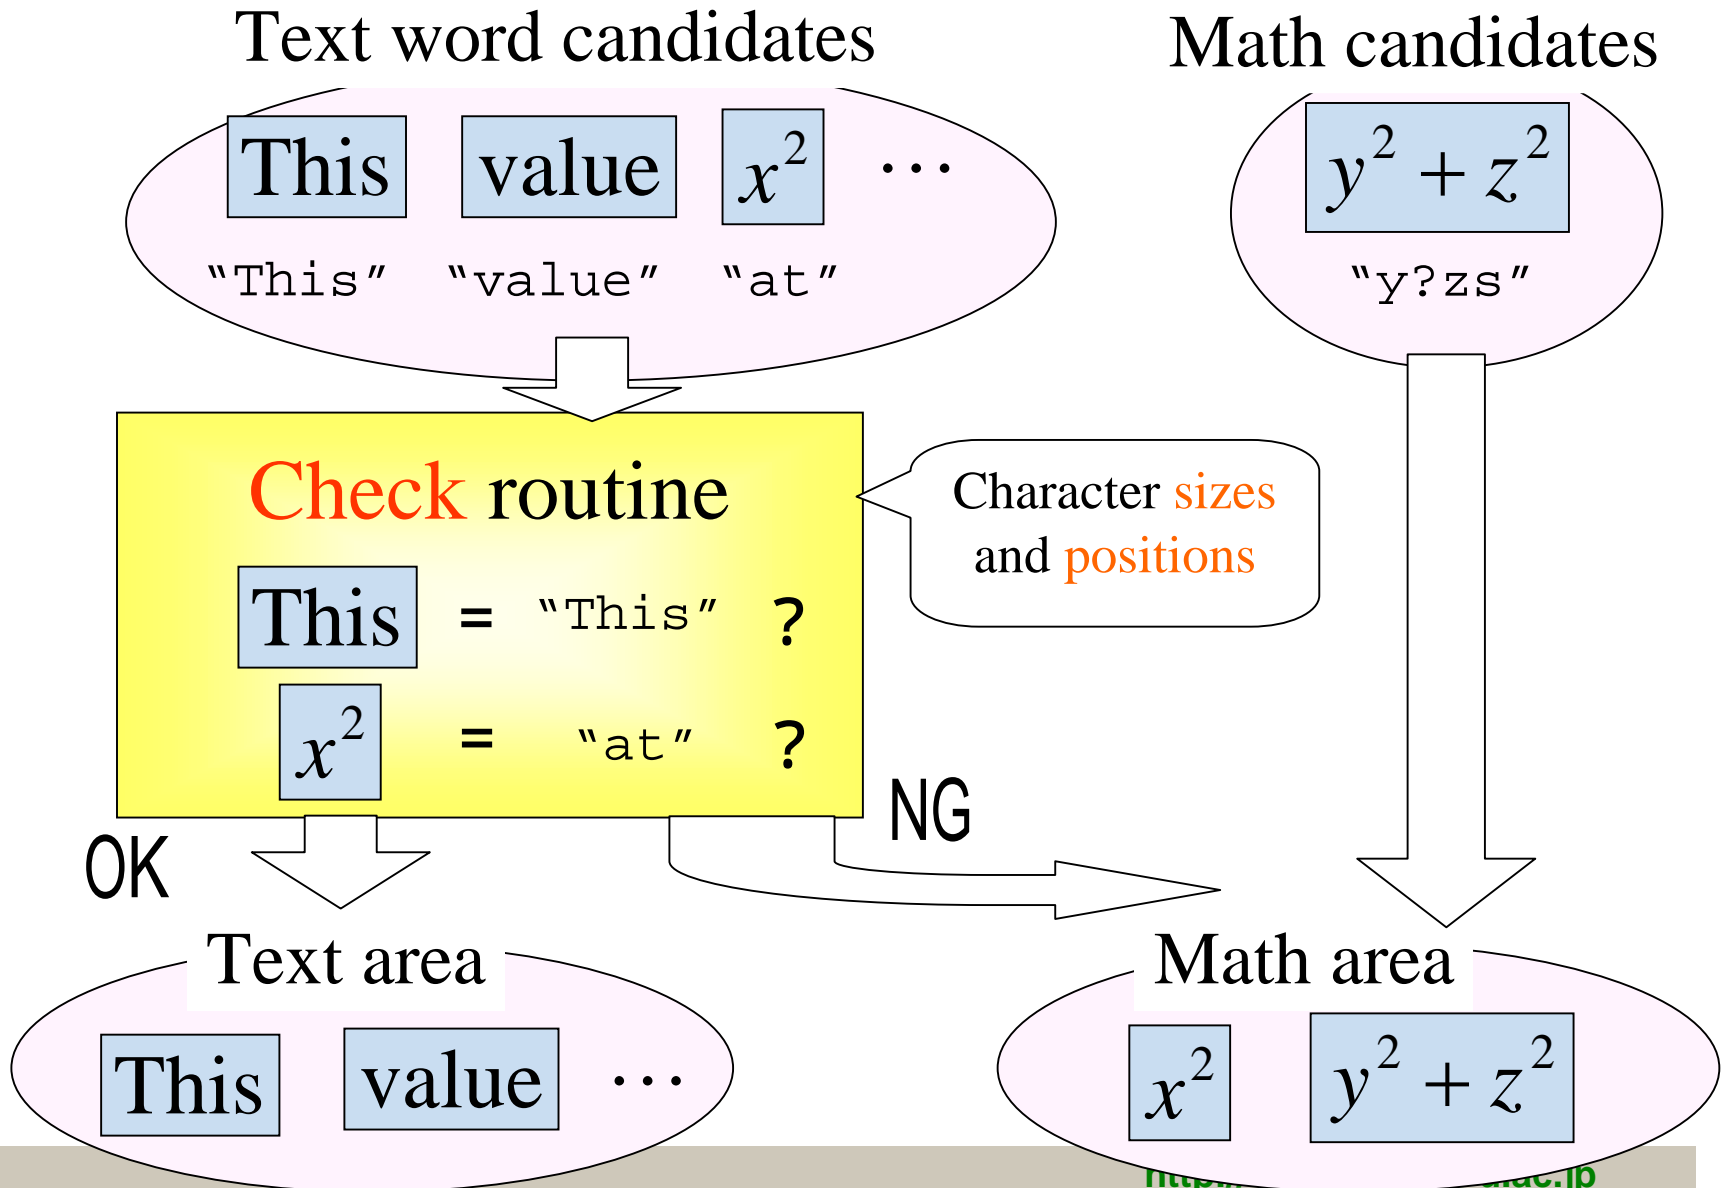 Text word candidates
Math candidates
This value x² …
y² + z²
“This” “value” “at”
“y?zs”
Check routine
Character sizes
and positions
This = “This” ?
x² = “at” ?
NG
OK
Text area
Math area
This value …
x² y² + z²